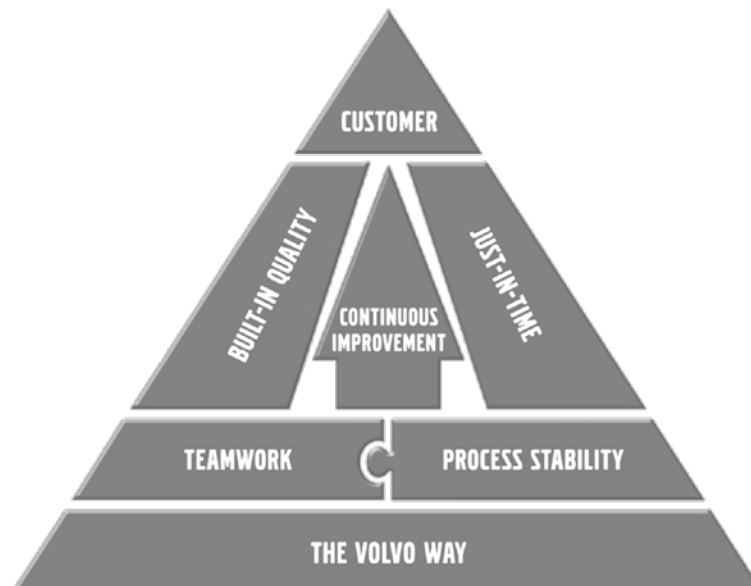 CUSTOMER
BUILT-IN QUALITY
CONTINUOUS
IMPROVEMENT
JUST-IN-TIME
TEAMWORK
PROCESS STABILITY
THE VOLVO WAY